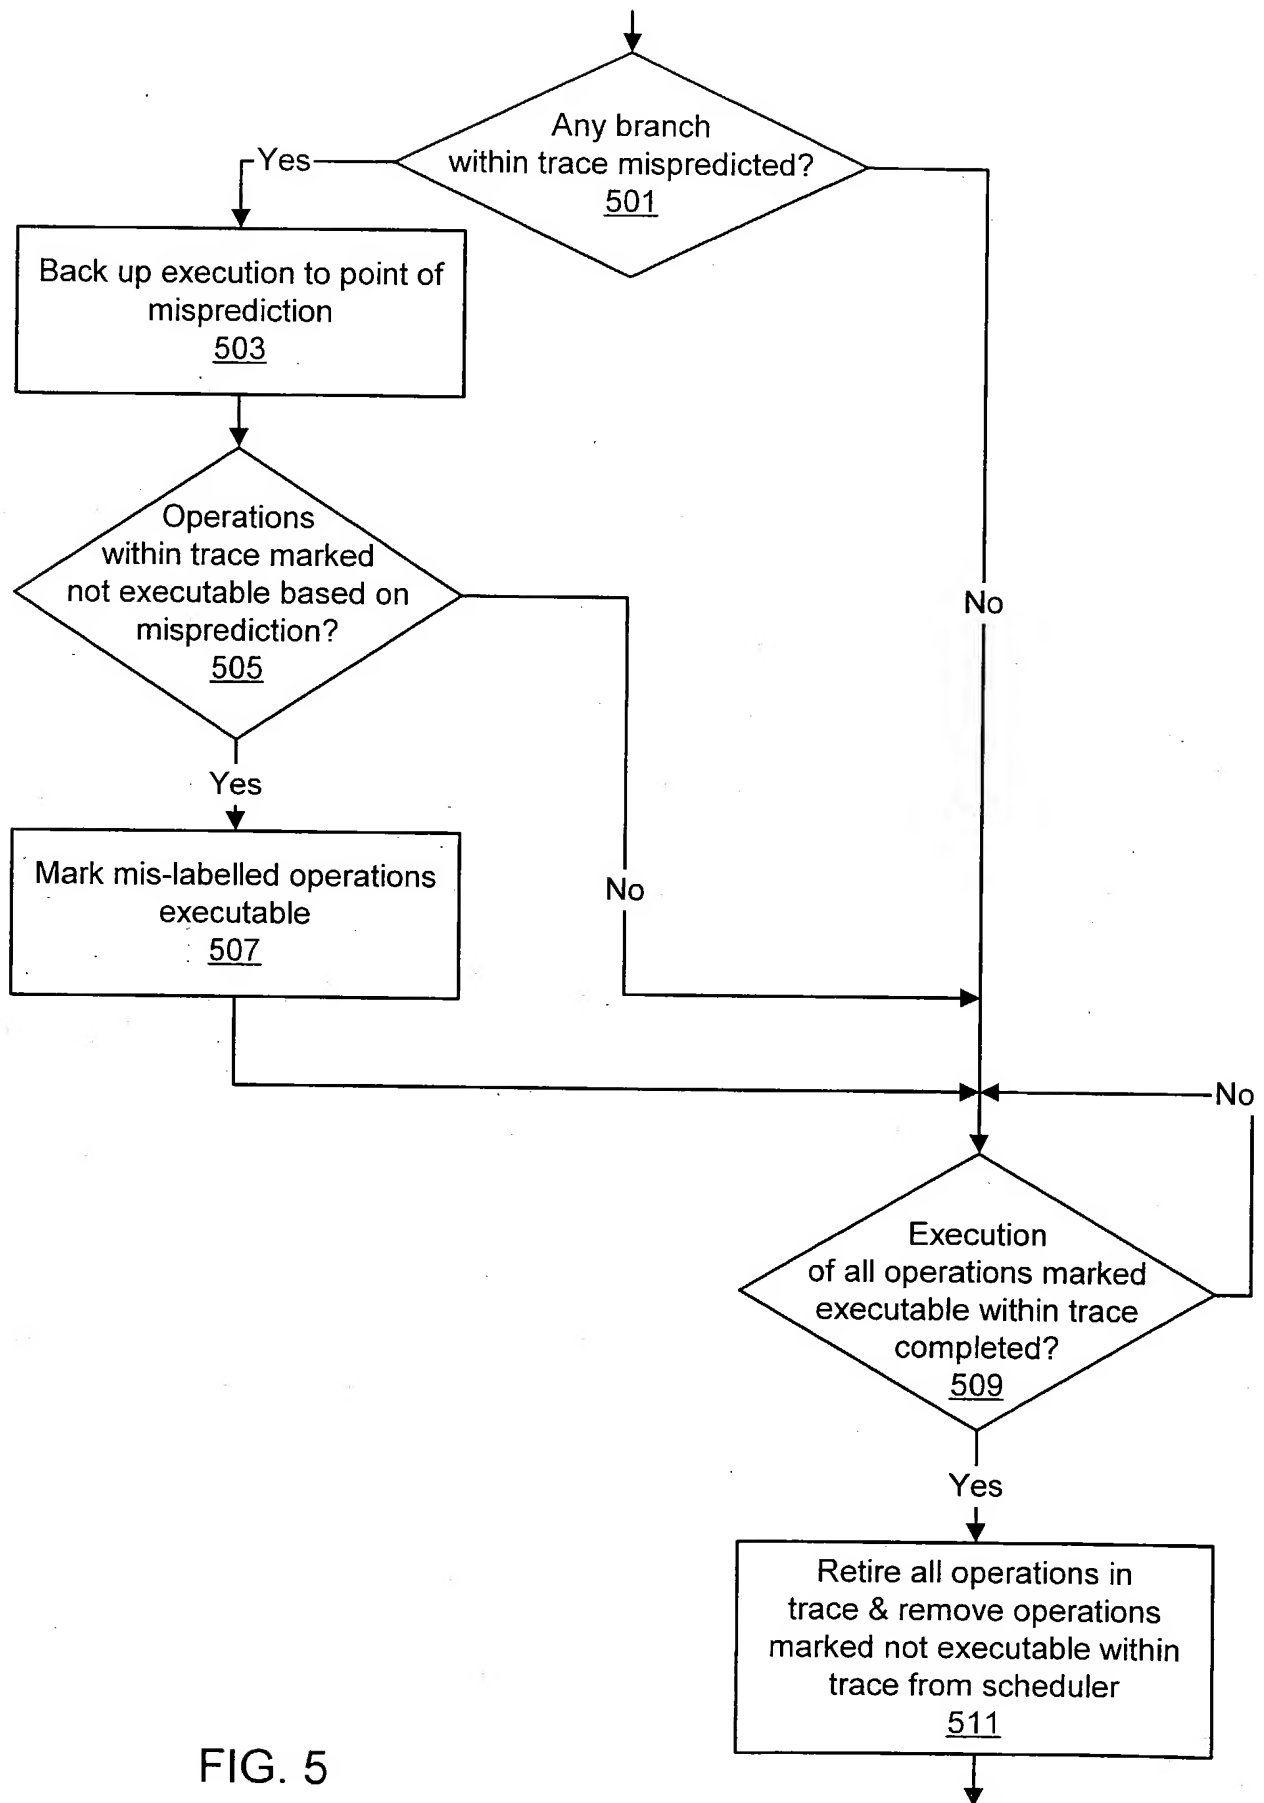 Any branch
within trace mispredicted?
501
Yes
Back up execution to point of
misprediction
503
Operations
within trace marked
not executable based on
misprediction?
505
No
Yes
Mark mis-labelled operations
executable
507
No
No
Execution
of all operations marked
executable within trace
completed?
509
Yes
Retire all operations in
trace & remove operations
marked not executable within
trace from scheduler
511
FIG. 5